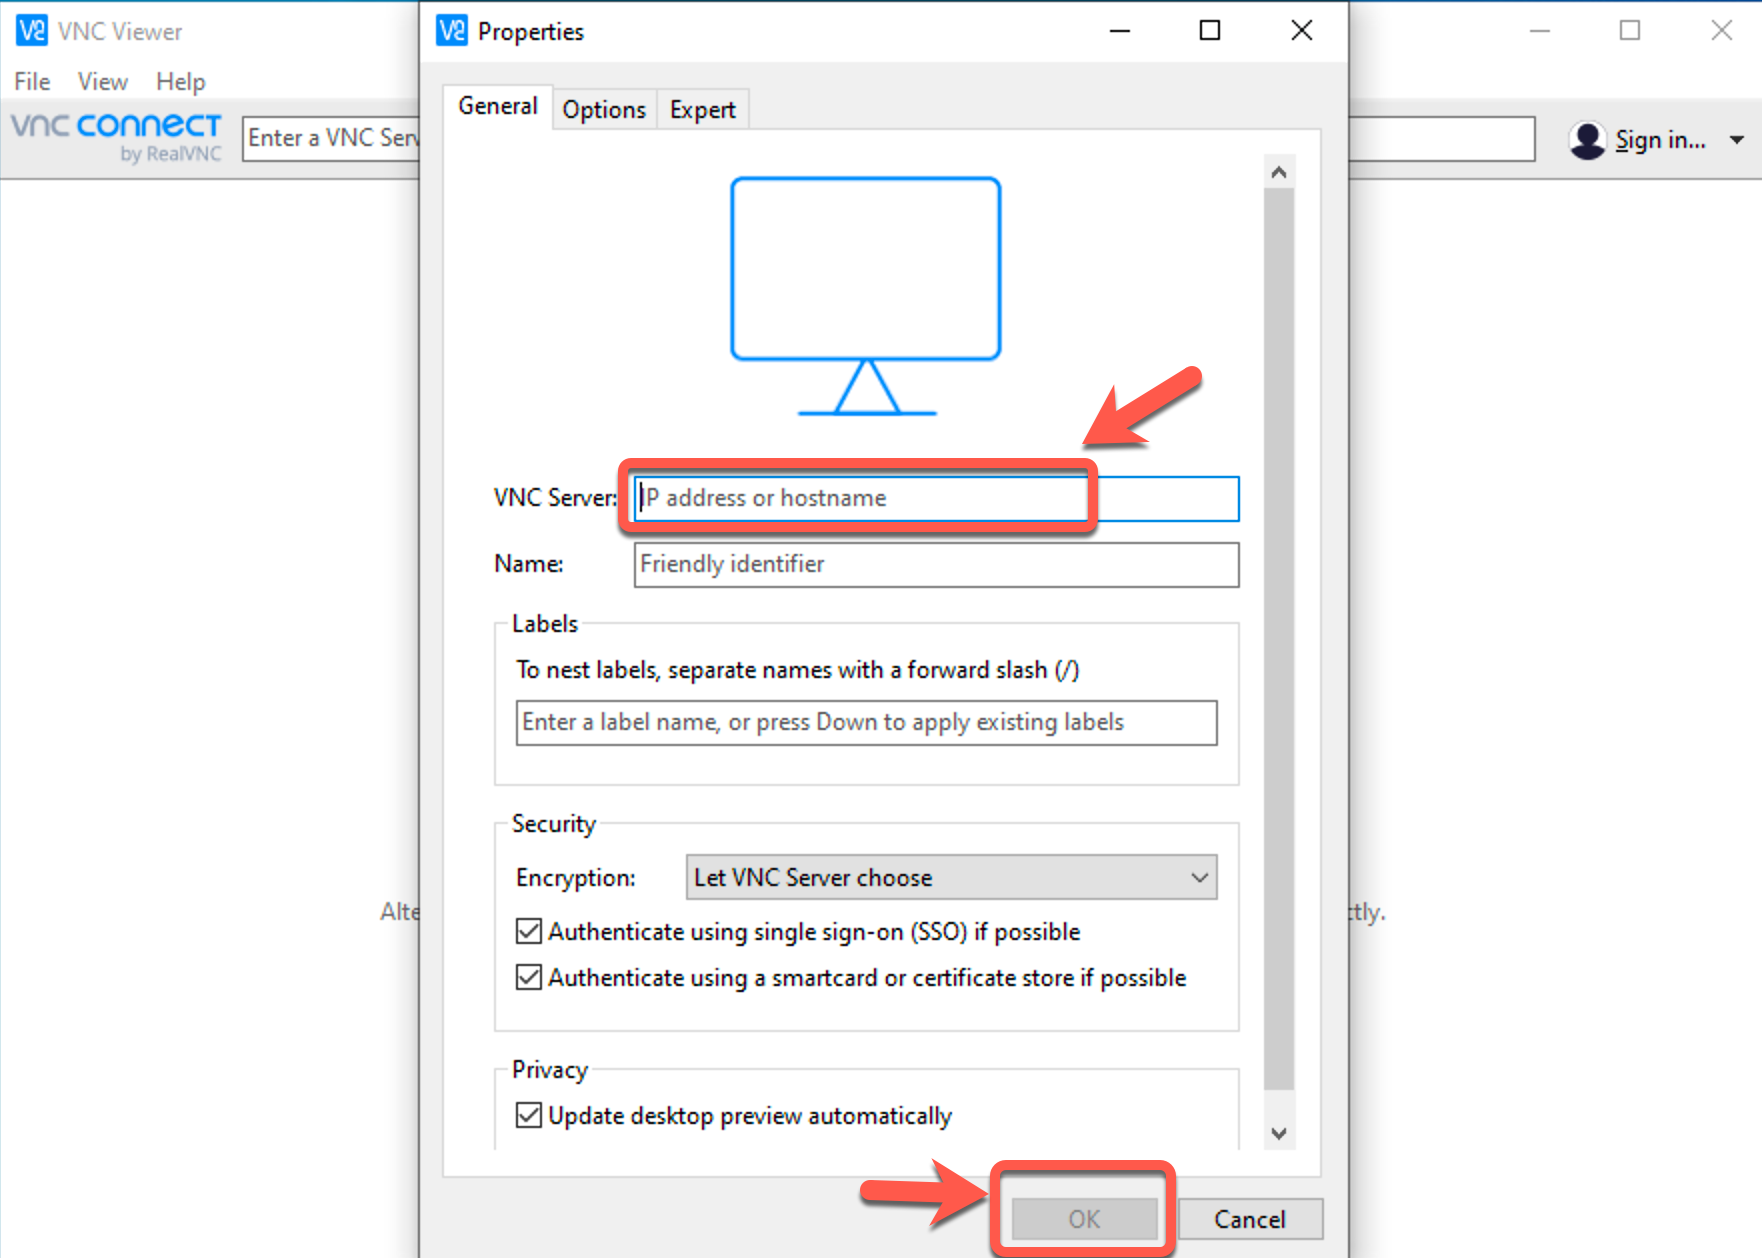 VNC Viewer
Properties
File View Help
General Options Expert
vnc connect
by RealVNC
Enter a VNC Serv
Sign in...
VNC Server: IP address or hostname
Name: Friendly identifier
Labels
To nest labels, separate names with a forward slash (/)
Enter a label name, or press Down to apply existing labels
Security
Encryption: Let VNC Server choose
Alte
ctly.
Authenticate using single sign-on (SSO) if possible
Authenticate using a smartcard or certificate store if possible
Privacy
Update desktop preview automatically
OK Cancel